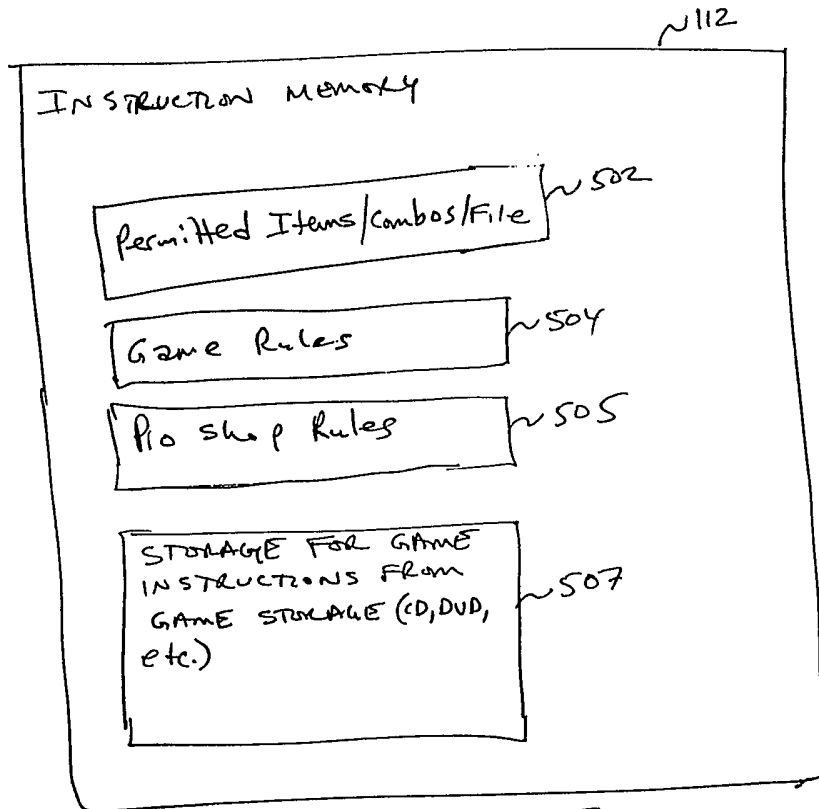 112
INSTRUCTION MEMORY
502
Permitted Items/Combos/File
504
Game Rules
505
Pro Shop Rules
STORAGE FOR GAME
INSTRUCTIONS FROM
GAME STORAGE (CD, DVD,
etc.)
507